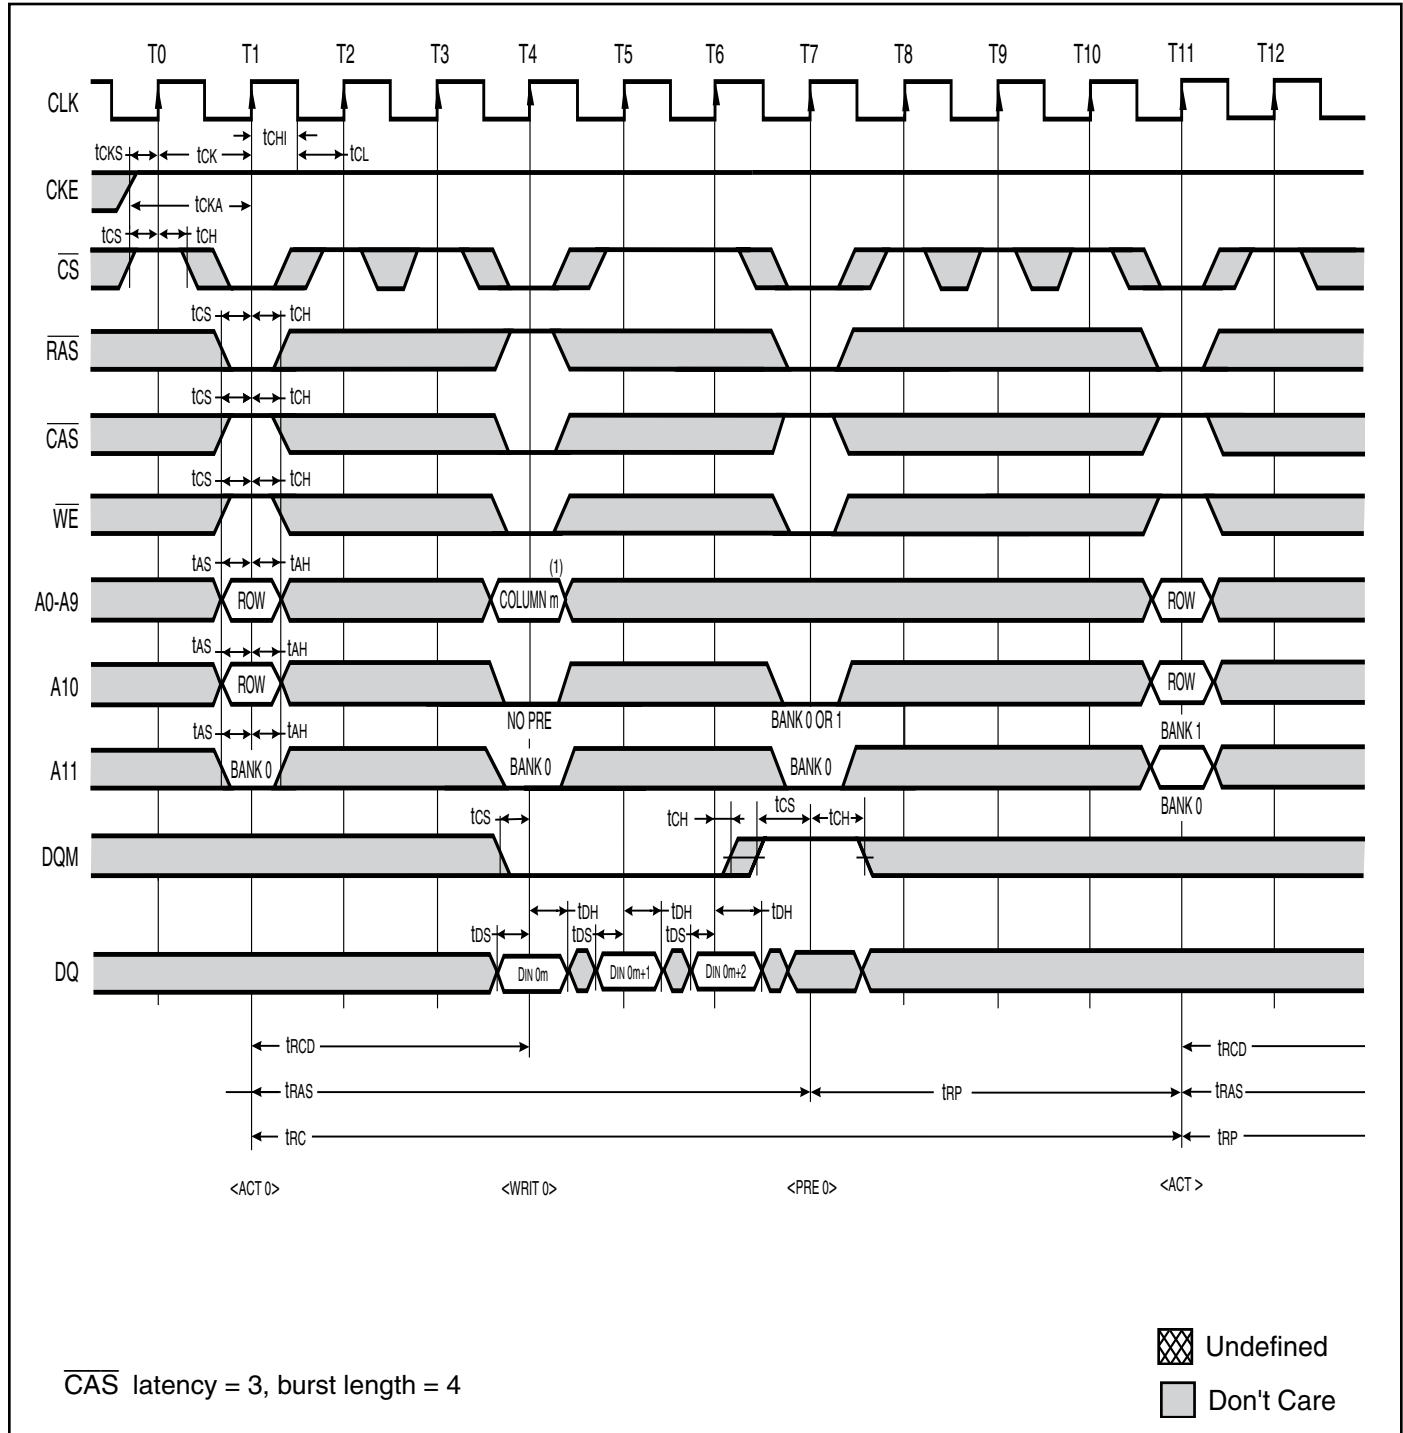 T0 T1 T2 T3 T4 T5 T6 T7 T8 T9 T10 T11 T12
CLK
tCHI
tCKS tCK tCL
CKE
tCKA
tCS tCH
CS
tCS tCH
RAS
tCS tCH
CAS
tCS tCH
WE
tAS tAH (1)
A0-A9 ROW COLUMN m ROW
tAS tAH
A10 ROW ROW
NO PRE BANK 0 OR 1
tAS tAH BANK 1
A11 BANK 0 BANK 0 BANK 0
BANK 0
tCS tCH tCS tCH
DQM
tDH tDH tDH
tDS tDS tDS
DQ DIN 0m DIN 0m+1 DIN 0m+2
tRCD tRCD
tRAS tRP tRAS
tRC tRP
<ACT 0> <WRIT 0> <PRE 0> <ACT >
Undefined
CAS latency = 3, burst length = 4
Don't Care